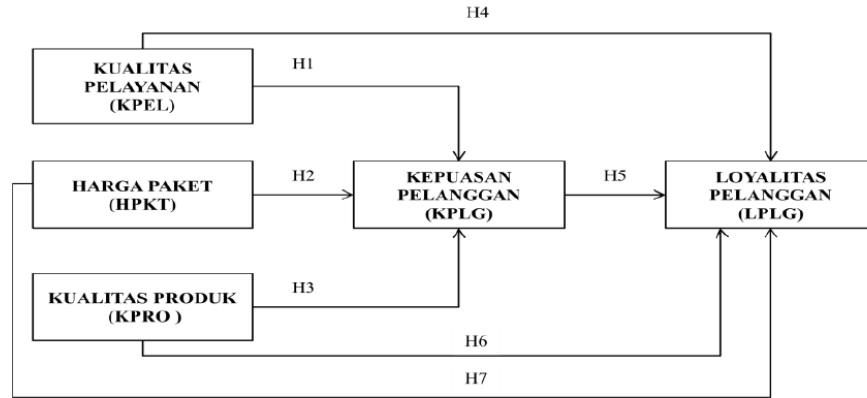 H4
KUALITAS
PELAYANAN
(KPEL)
H1
HARGA PAKET
(HPKT)
H2
KEPUASAN
PELANGGAN
(KPLG)
H5
LOYALITAS
PELANGGAN
(LPLG)
KUALITAS PRODUK
(KPRO )
H3
H6
H7